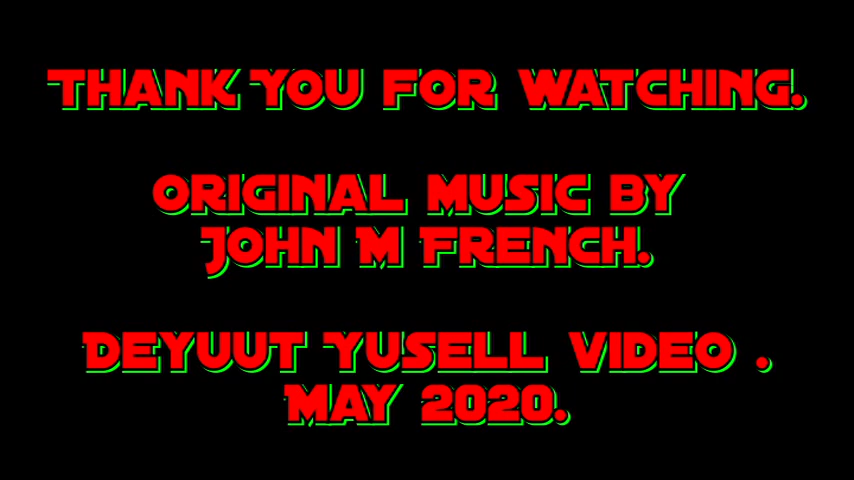 Thank You For watching.
original music by
John M French.
Deyuut Yusell video .
May 2020.